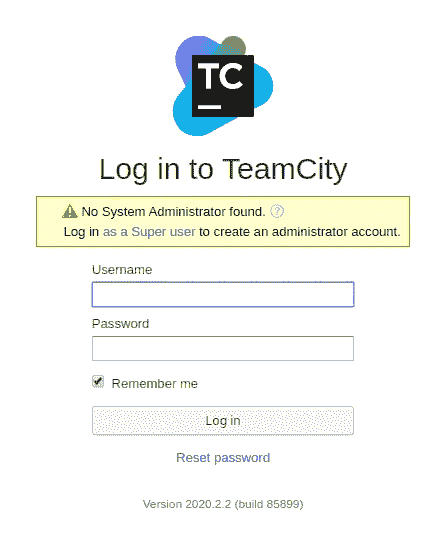 TC
Log in to TeamCity
No System Administrator found. ?
Log in as a Super user to create an administrator account.
Username
Password
Remember me
Log in
Reset password
Version 2020.2.2 (build 85899)